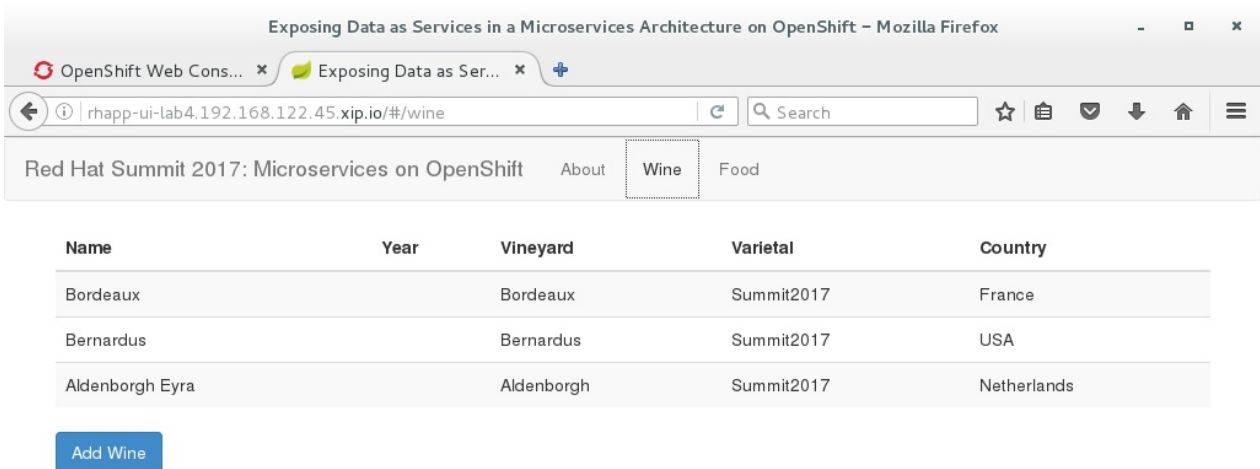 Exposing Data as Services in a Microservices Architecture on OpenShift – Mozilla Firefox
OpenShift Web Cons... Exposing Data as Ser...
rhapp-ui-lab4.192.168.122.45.xip.io/#/wine Search
Red Hat Summit 2017: Microservices on OpenShift About Wine Food
Name Year Vineyard Varietal Country
Bordeaux Bordeaux Summit2017 France
Bernardus Bernardus Summit2017 USA
Aldenborgh Eyra Aldenborgh Summit2017 Netherlands
Add Wine